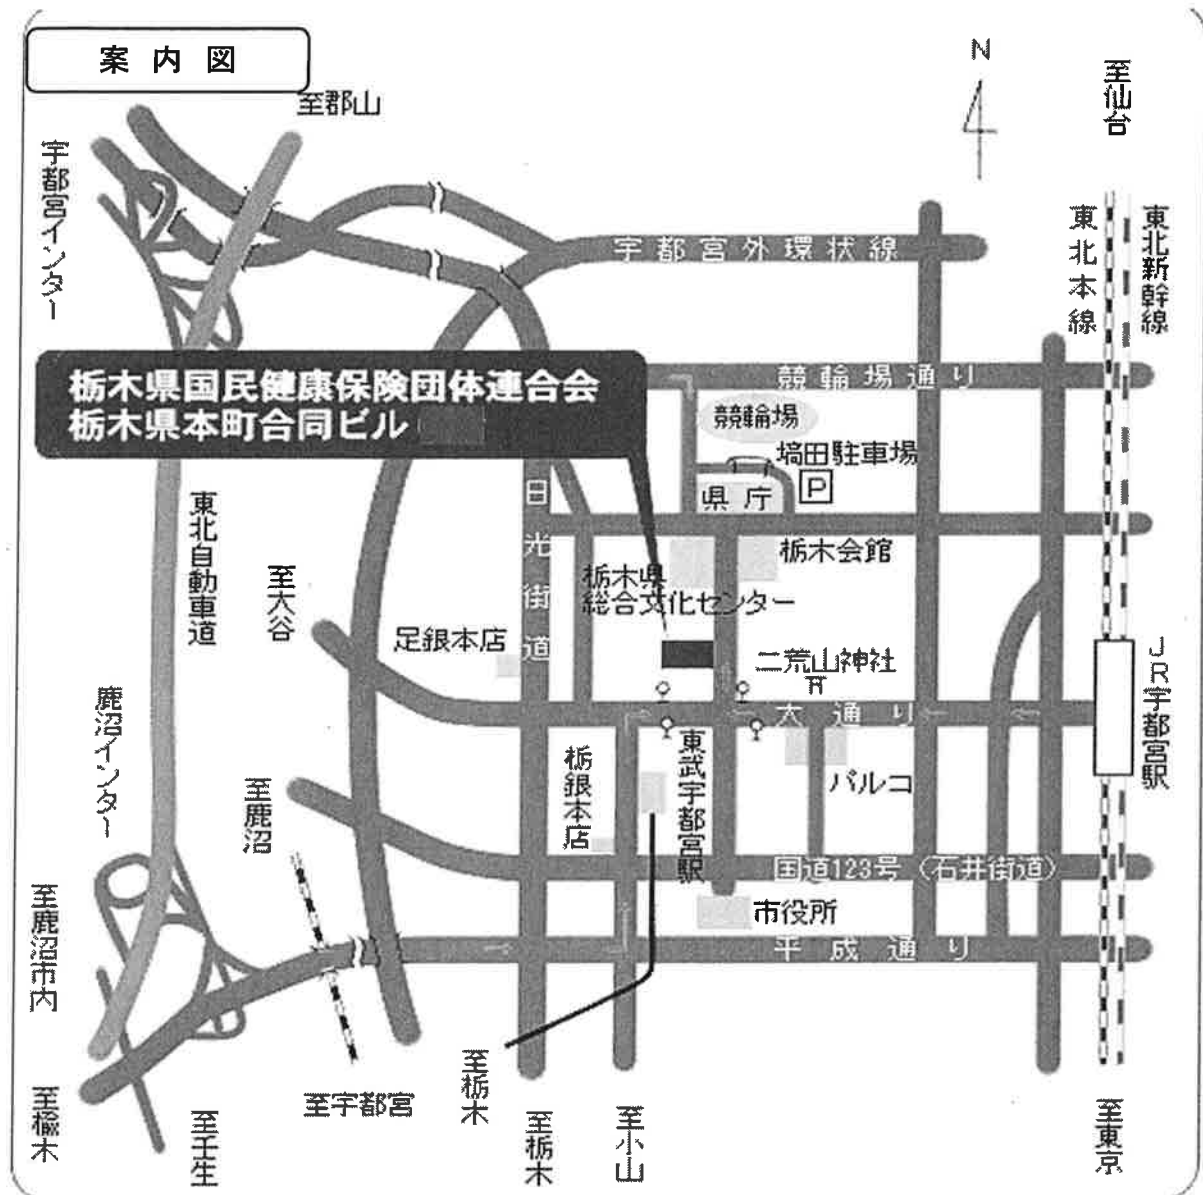 案内図
N
至郡山
至仙台
宇都宮インター
東北本線
東北新幹線
宇都宮外環状線
栃木県国民健康保険団体連合会
栃木県本町合同ビル
競輪場通り
競輪場
塙田駐車場
P
県庁
日光街道
東北自動車道
栃木会館
栃木県
総合文化センター
至大谷
足銀本店
二荒山神社
JR宇都宮駅
大通り
鹿沼インター
至鹿沼
栃銀本店
東武宇都宮駅
パルコ
国道123号(石井街道)
至鹿沼市内
市役所
平成通り
至栃木
至楡木
至壬生
至宇都宮
至栃木
至小山
至東京